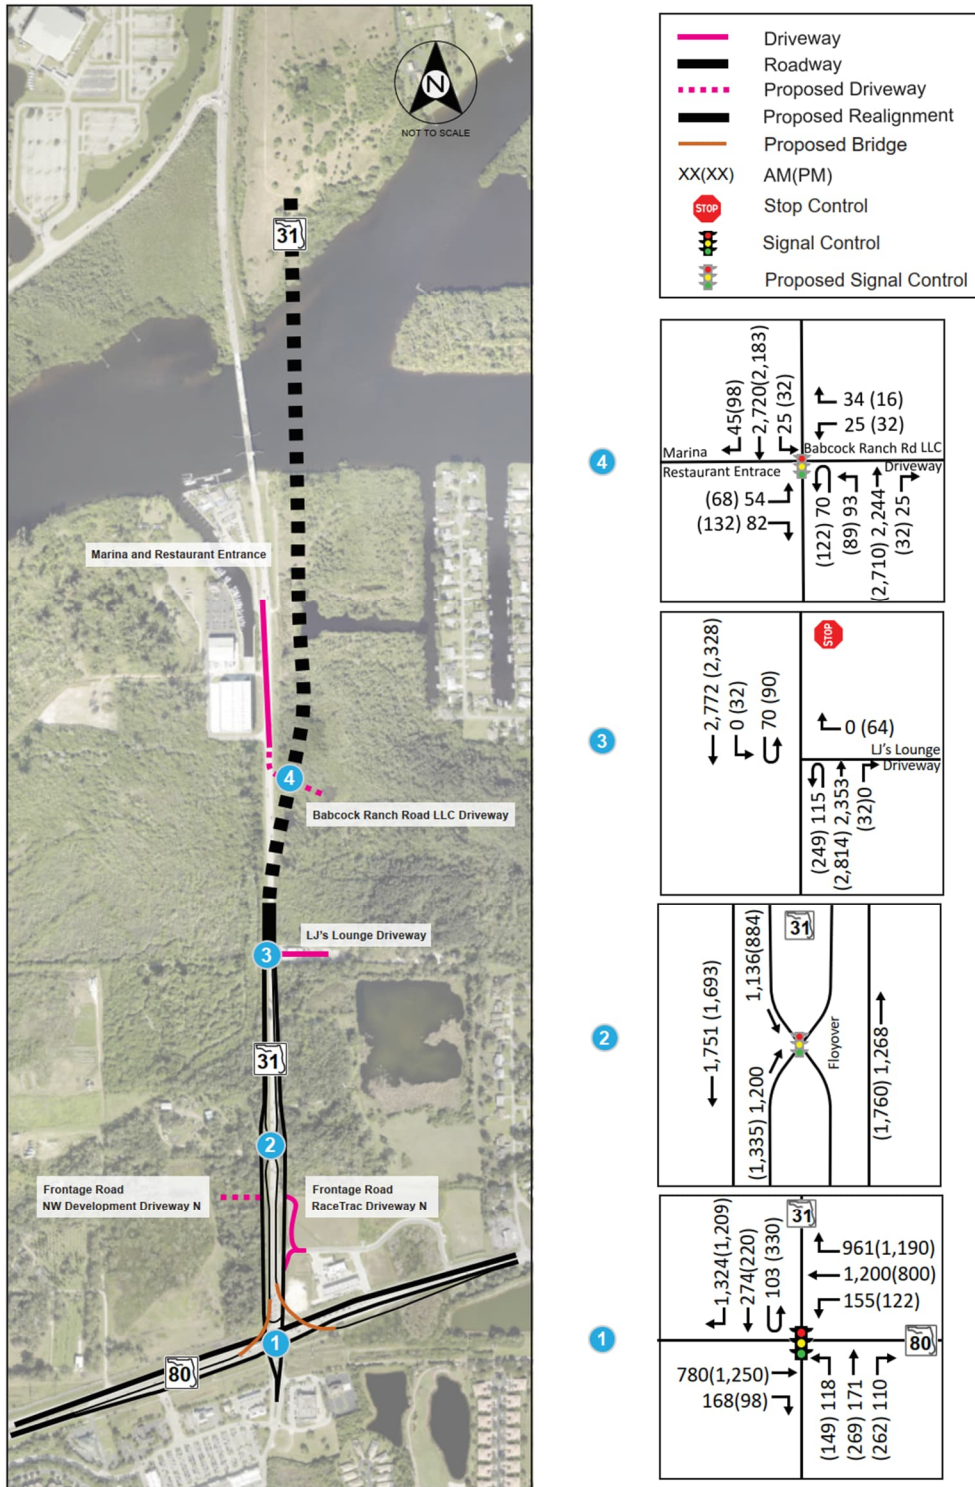 N
NOT TO SCALE
31
Marina and Restaurant Entrance
4
Babcock Ranch Road LLC Driveway
LJ's Lounge Driveway
3
31
2
Frontage Road
NW Development Driveway N
Frontage Road
RaceTrac Driveway N
1
80
Driveway
Roadway
Proposed Driveway
Proposed Realignment
Proposed Bridge
XX(XX) AM(PM)
STOP Stop Control
Signal Control
Proposed Signal Control
4
45(98)
2,720(2,183)
25 (32)
34 (16)
25 (32)
Marina
Restaurant Entrace
Babcock Ranch Rd LLC
Driveway
(68) 54
(132) 82
(122) 70
(89) 93
(2,710) 2,244
(32) 25
3
2,772 (2,328)
0 (32)
70 (90)
STOP
0 (64)
LJ's Lounge
Driveway
(249) 115
(2,814) 2,353
(32)0
2
31
1,751 (1,693)
1,136(884)
(1,335) 1,200
Floyover
(1,760) 1,268
1
31
1,324(1,209)
274(220)
103 (330)
961(1,190)
1,200(800)
155(122)
80
780(1,250)
168(98)
(149) 118
(269) 171
(262) 110